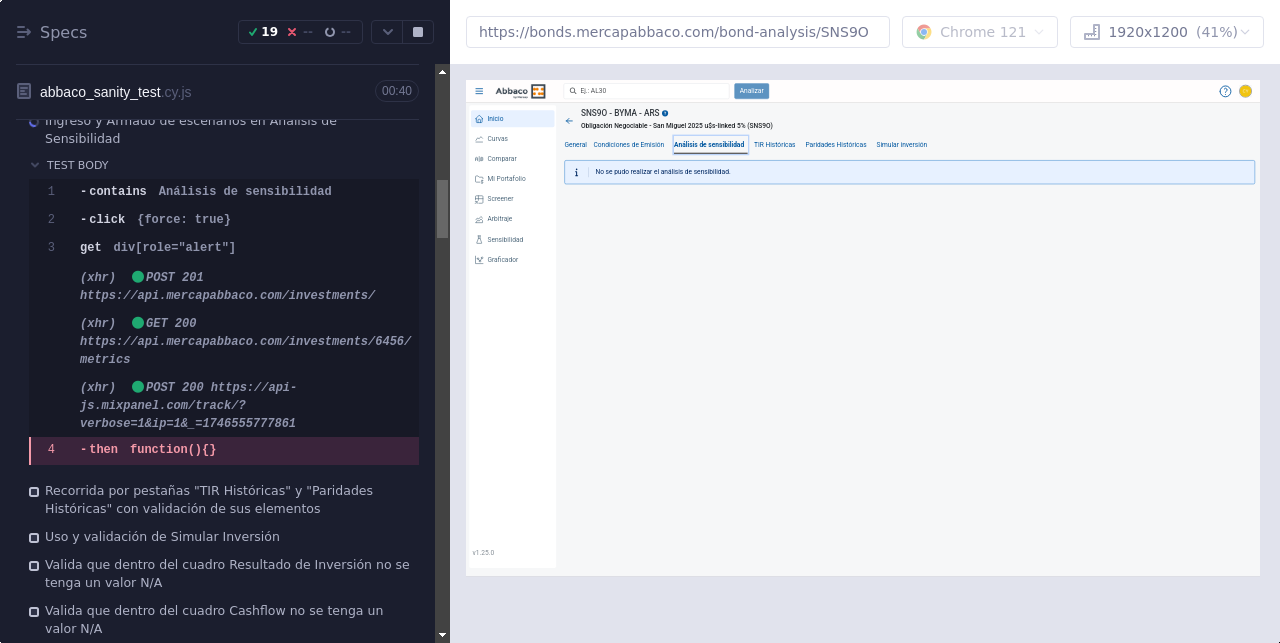 Specs
19
--
--
https://bonds.mercapabbaco.com/bond-analysis/SNS9O
Chrome 121
1920x1200 (41%)
abbaco_sanity_test.cy.js
00:40
Ingreso y Armado de escenarios en Análisis de
Sensibilidad
TEST BODY
1 -contains Análisis de sensibilidad
2 -click {force: true}
3 get div[role="alert"]
(xhr) POST 201
https://api.mercapabbaco.com/investments/
(xhr) GET 200
https://api.mercapabbaco.com/investments/6456/
metrics
(xhr) POST 200 https://api-
js.mixpanel.com/track/?
verbose=1&ip=1&_=1746555777861
4 -then function(){}
Recorrida por pestañas "TIR Históricas" y "Paridades
Históricas" con validación de sus elementos
Uso y validación de Simular Inversión
Valida que dentro del cuadro Resultado de Inversión no se
tenga un valor N/A
Valida que dentro del cuadro Cashflow no se tenga un
valor N/A
Abbaco
Ej.: AL30
Analizar
Inicio
Curvas
Comparar
Mi Portafolio
Screener
Arbitraje
Sensibilidad
Graficador
v1.25.0
SNS9O - BYMA - ARS
Obligación Negociable - San Miguel 2025 u$s-linked 5% (SNS9O)
General Condiciones de Emisión Análisis de sensibilidad TIR Históricas Paridades Históricas Simular inversión
No se pudo realizar el análisis de sensibilidad.